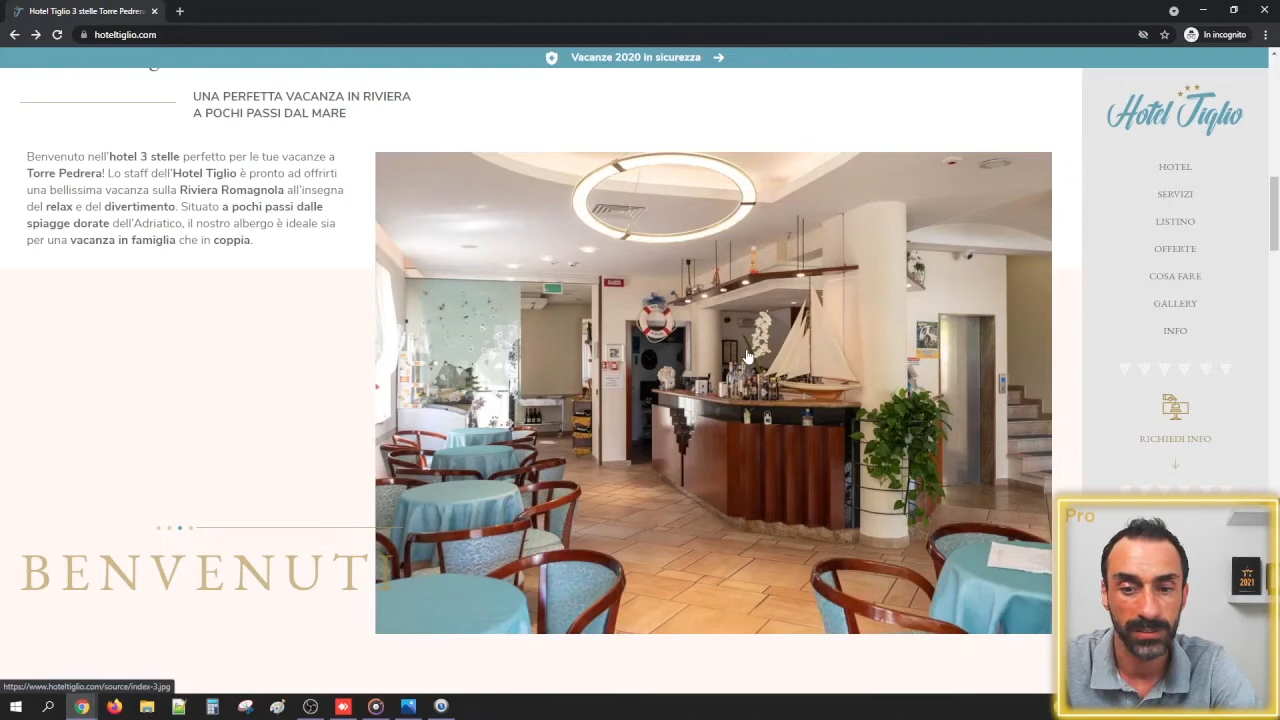 Hotel Tiglio 3 stelle Torre Pedrer
hoteltiglio.com
In incognito
Vacanze 2020 in sicurezza
UNA PERFETTA VACANZA IN RIVIERA
A POCHI PASSI DAL MARE
Benvenuto nell'hotel 3 stelle perfetto per le tue vacanze a
Torre Pedrera! Lo staff dell'Hotel Tiglio è pronto ad offrirti
una bellissima vacanza sulla Riviera Romagnola all'insegna
del relax e del divertimento. Situato a pochi passi dalle
spiagge dorate dell'Adriatico, il nostro albergo è ideale sia
per una vacanza in famiglia che in coppia.
BENVENUTI
Hotel Tiglio
HOTEL
SERVIZI
LISTINO
OFFERTE
COSA FARE
GALLERY
INFO
RICHIEDI INFO
Pro
2021
https://www.hoteltiglio.com/source/index-3.jpg